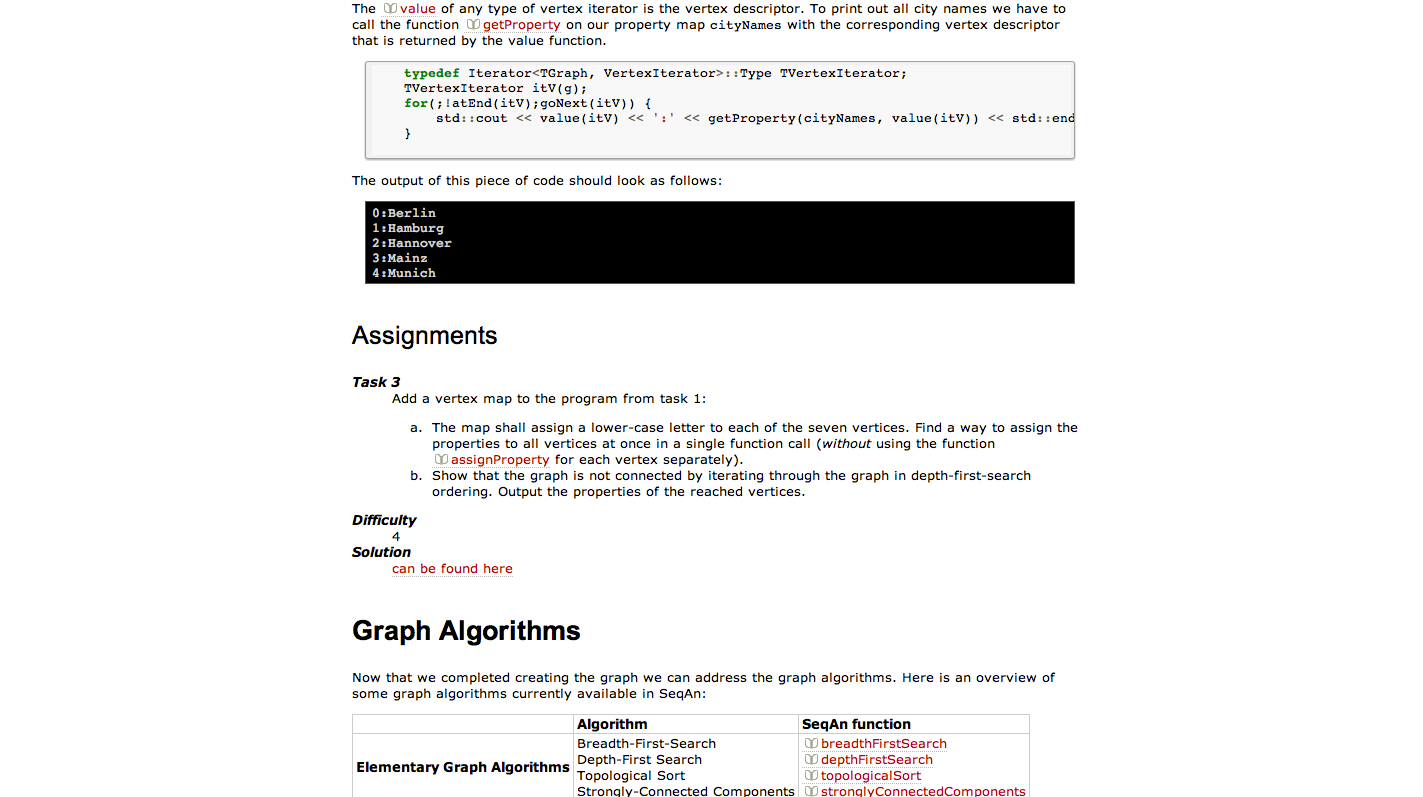 The value of any type of vertex iterator is the vertex descriptor. To print out all city names we have to
call the function getProperty on our property map cityNames with the corresponding vertex descriptor
that is returned by the value function.
typedef Iterator<TGraph, VertexIterator>::Type TVertexIterator;
TVertexIterator itV(g);
for(;!atEnd(itV);goNext(itV)) {
    std::cout << value(itV) << ':' << getProperty(cityNames, value(itV)) << std::end
}
The output of this piece of code should look as follows:
0:Berlin
1:Hamburg
2:Hannover
3:Mainz
4:Munich
Assignments
Task 3
Add a vertex map to the program from task 1:
a. The map shall assign a lower-case letter to each of the seven vertices. Find a way to assign the
properties to all vertices at once in a single function call (without using the function
assignProperty for each vertex separately).
b. Show that the graph is not connected by iterating through the graph in depth-first-search
ordering. Output the properties of the reached vertices.
Difficulty
4
Solution
can be found here
Graph Algorithms
Now that we completed creating the graph we can address the graph algorithms. Here is an overview of
some graph algorithms currently available in SeqAn:
Algorithm SeqAn function
Breadth-First-Search breadthFirstSearch
Depth-First Search depthFirstSearch
Elementary Graph Algorithms
Topological Sort topologicalSort
Strongly-Connected Components stronglyConnectedComponents